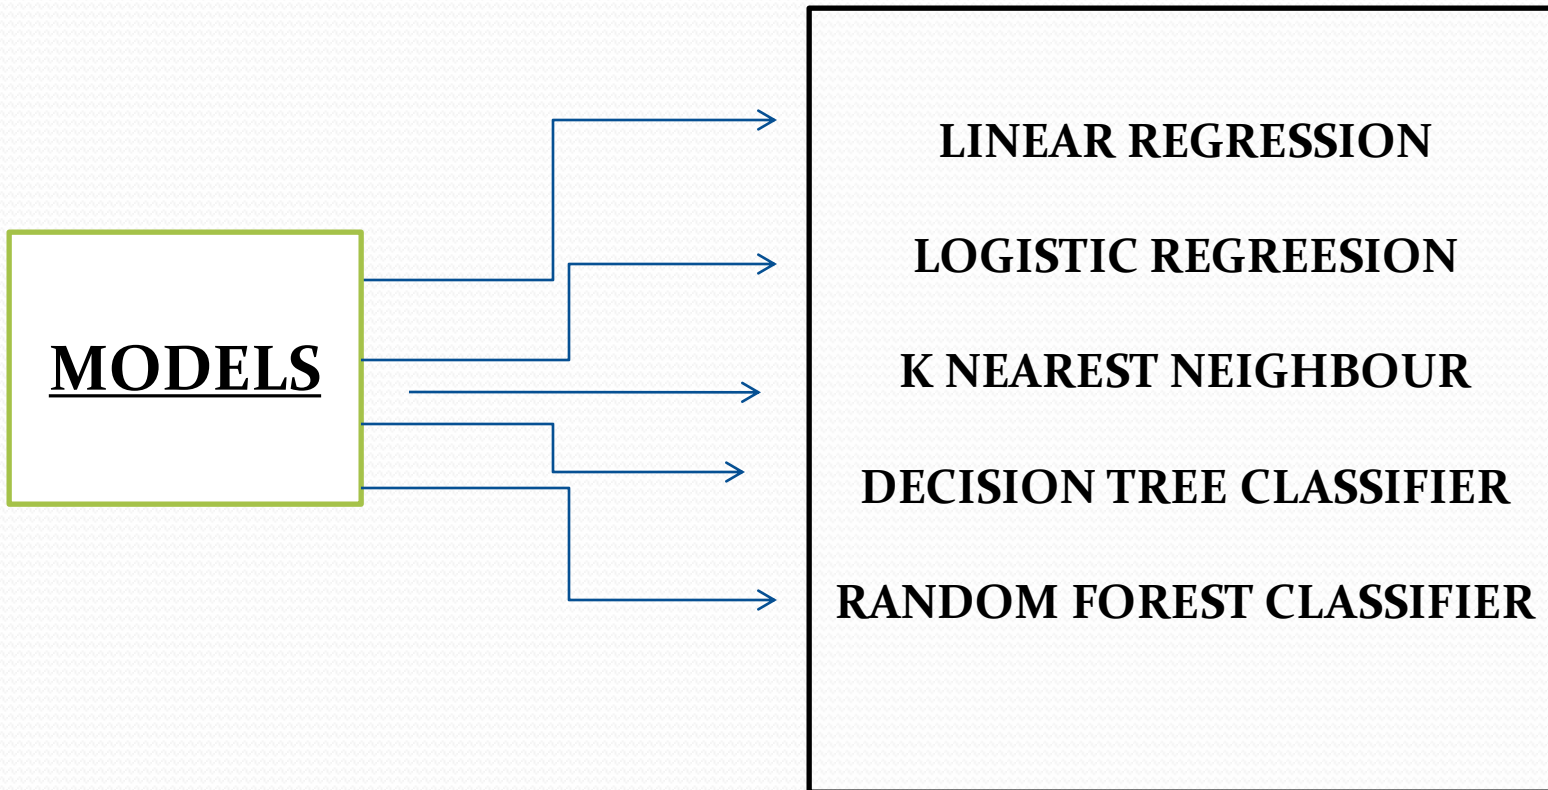 MODELS
LINEAR REGRESSION
LOGISTIC REGREESION
K NEAREST NEIGHBOUR
DECISION TREE CLASSIFIER
RANDOM FOREST CLASSIFIER